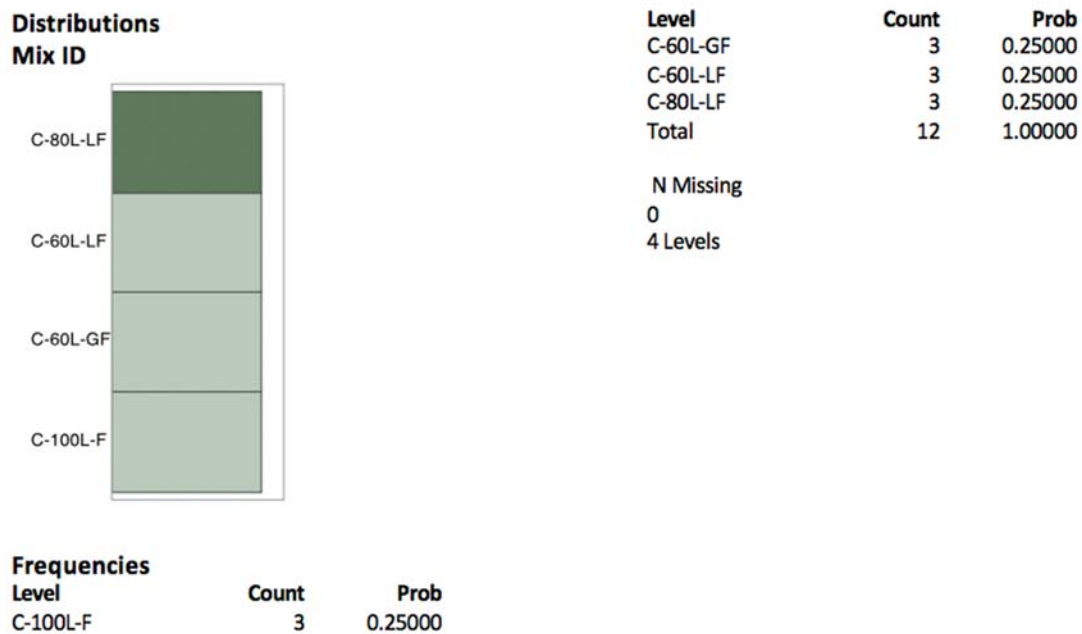 Distributions
Mix ID
C-80L-LF
C-60L-LF
C-60L-GF
C-100L-F
Frequencies
Level Count Prob
C-100L-F 3 0.25000
Level Count Prob
C-60L-GF 3 0.25000
C-60L-LF 3 0.25000
C-80L-LF 3 0.25000
Total 12 1.00000
N Missing
0
4 Levels